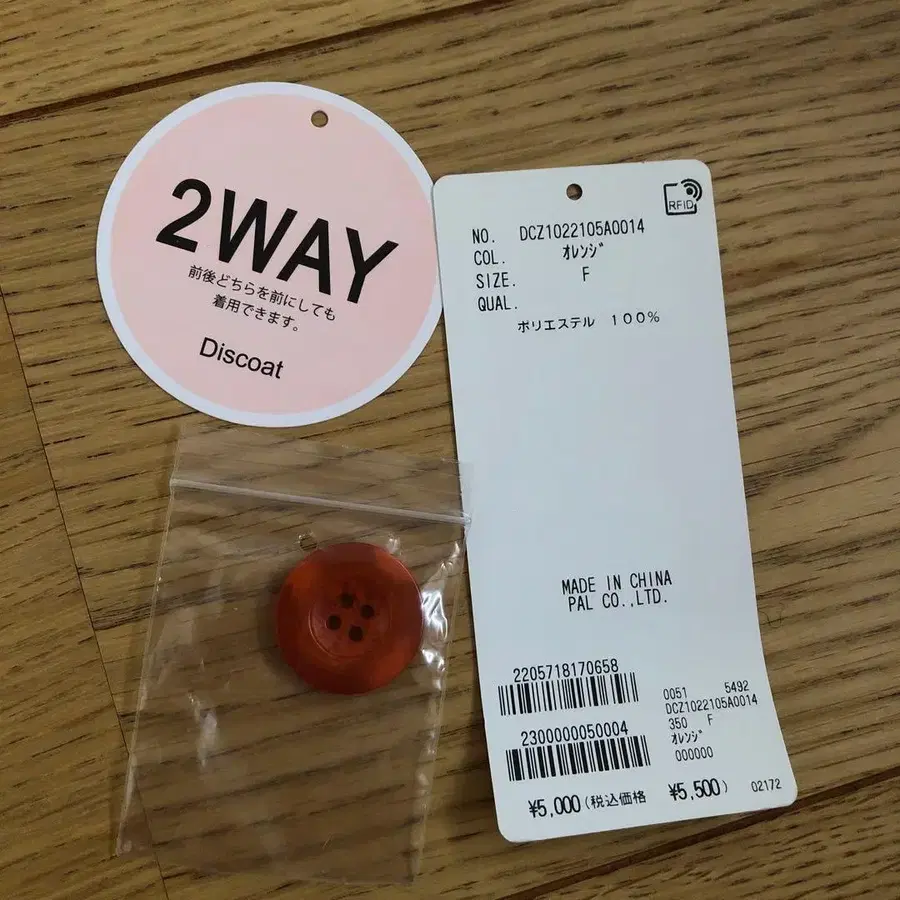 2WAY
前後どちらを前にしても
着用できます。
Discoat
RFID
NO. DCZ1022105A0014
COL. オレンジ
SIZE. F
QUAL.
ポリエステル 100%
MADE IN CHINA
PAL CO.,LTD.
2205718170658
2300000050004
0051 5492
DCZ1022105A0014
350 F
オレンジ
000000
¥5,000(税込価格 ¥5,500)
02172